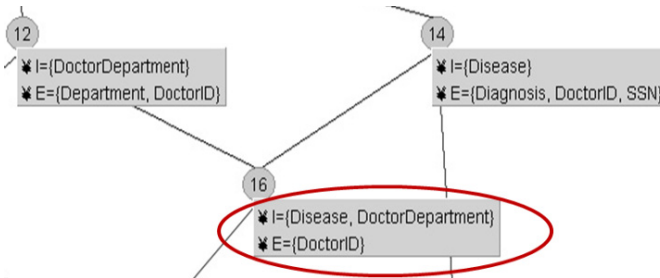 12
I={DoctorDepartment}
E={Department, DoctorID}
14
I={Disease}
E={Diagnosis, DoctorID, SSN}
16
I={Disease, DoctorDepartment}
E={DoctorID}